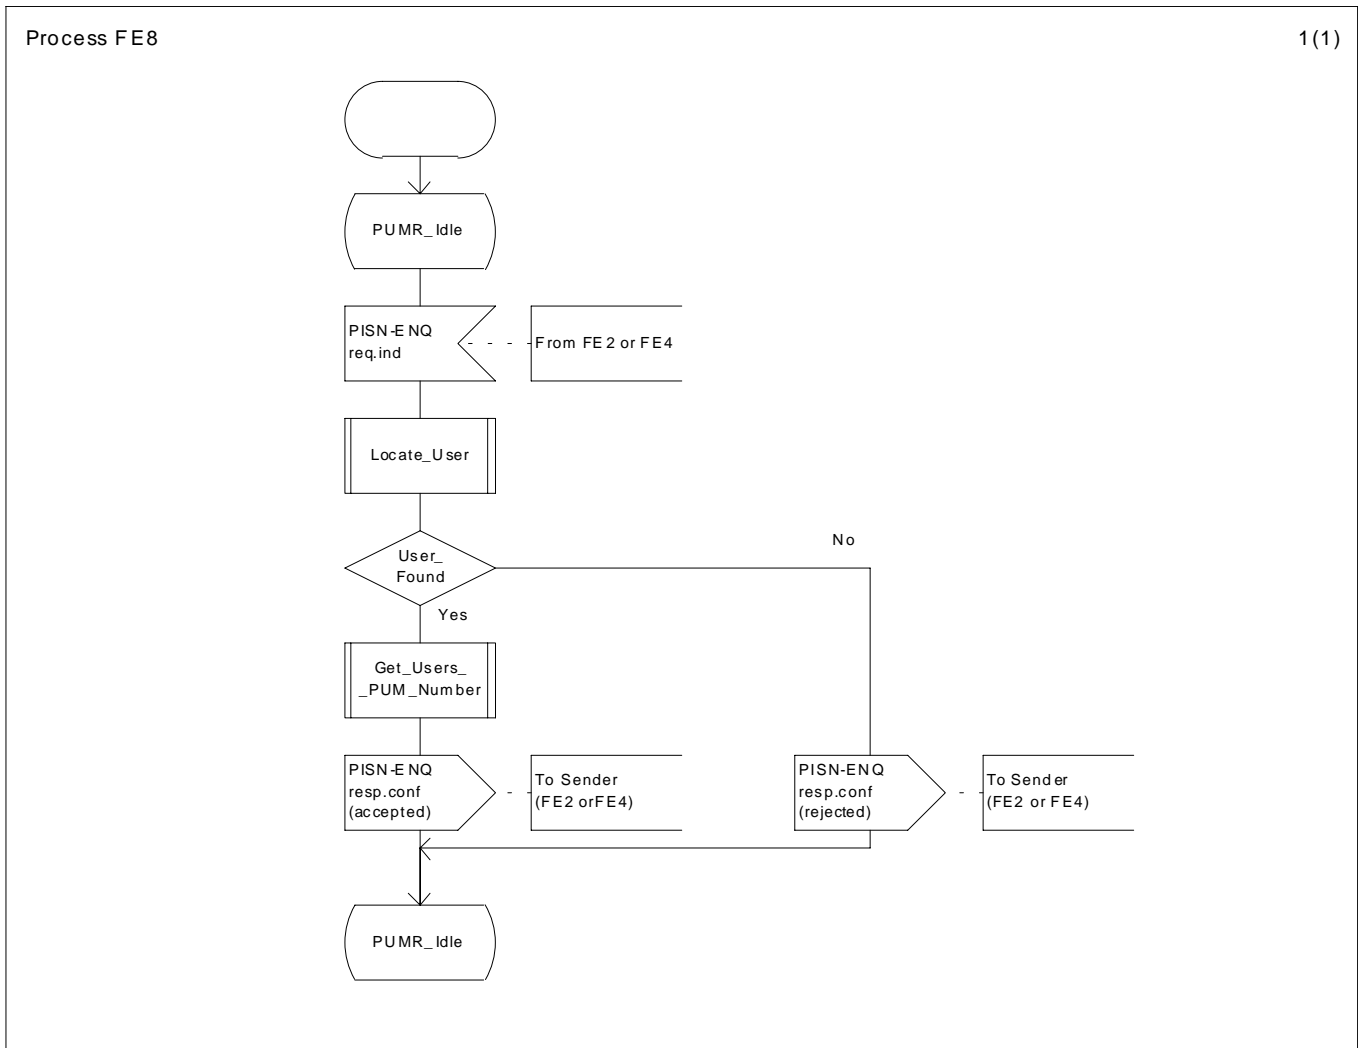 Process FE8
1(1)
PUMR_Idle
PISN-ENQ
req.ind
From FE2 or FE4
Locate_User
User_
Found
No
Yes
Get_Users_
_PUM_Number
PISN-ENQ
resp.conf
(accepted)
To Sender
(FE2 orFE4)
PISN-ENQ
resp.conf
(rejected)
To Sender
(FE2 or FE4)
PUMR_Idle